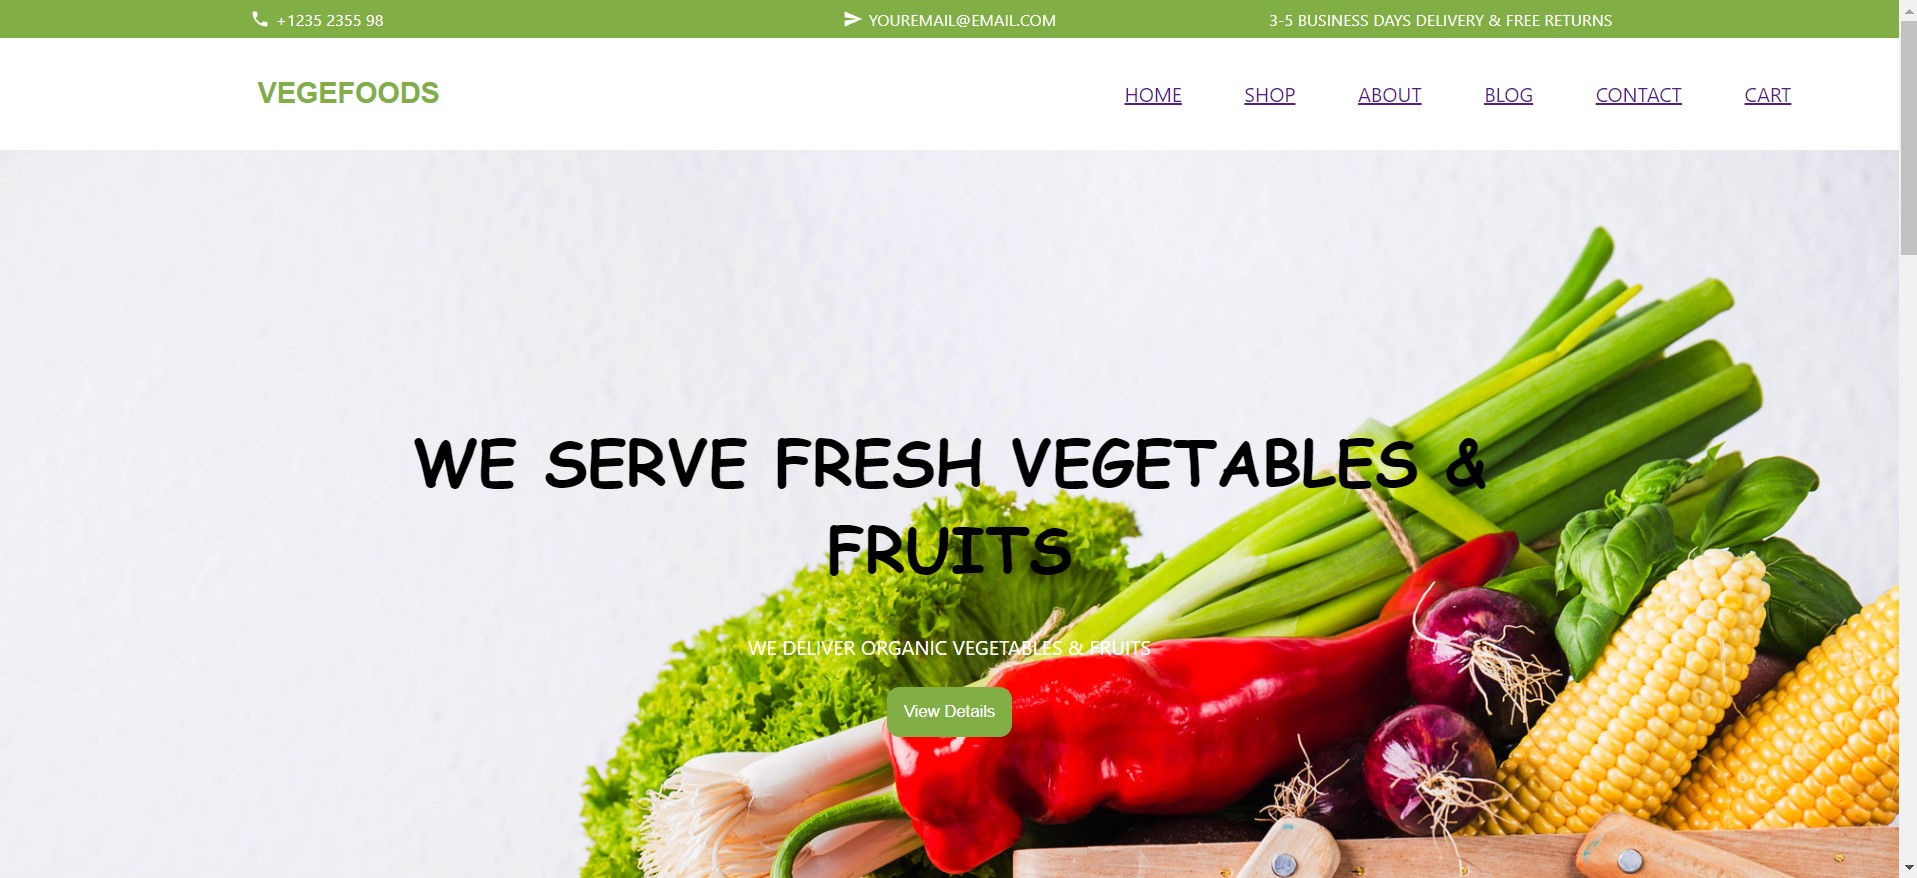 +1235 2355 98 YOUREMAIL@EMAIL.COM 3-5 BUSINESS DAYS DELIVERY & FREE RETURNS
VEGEFOODS HOME SHOP ABOUT BLOG CONTACT CART
WE SERVE FRESH VEGETABLES &
FRUITS
WE DELIVER ORGANIC VEGETABLES & FRUITS
View Details